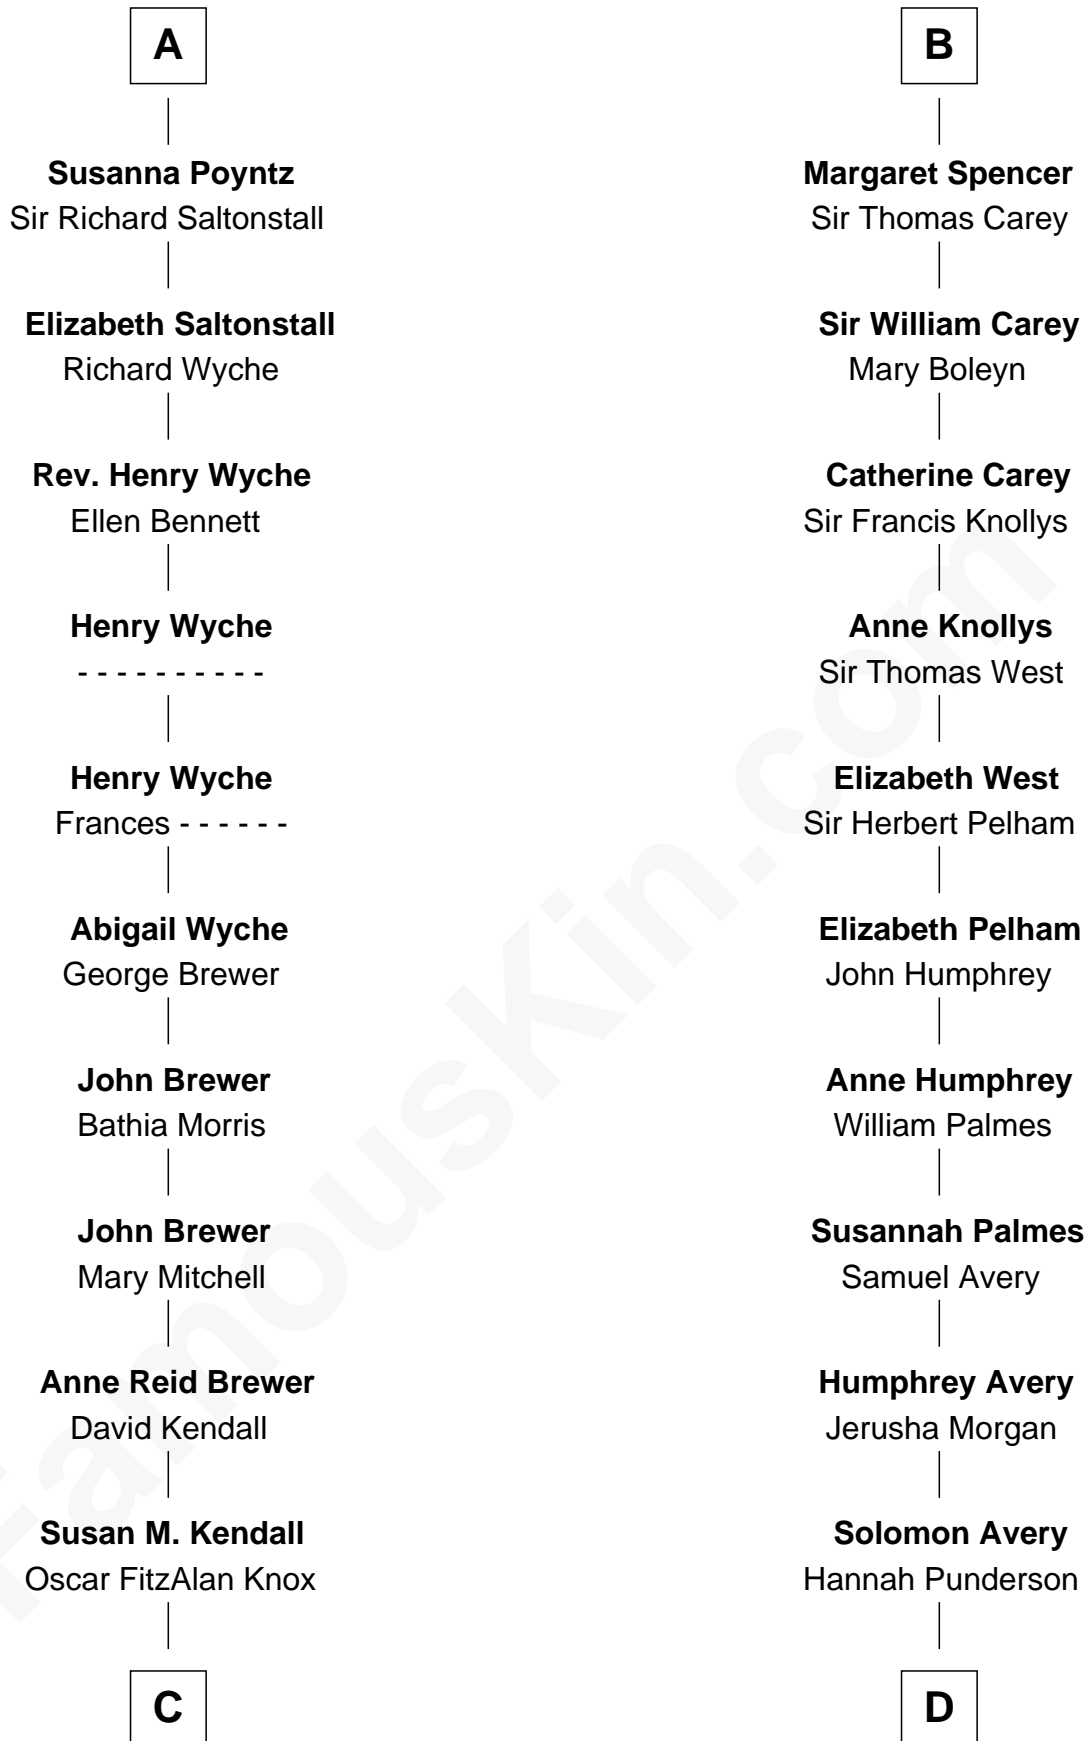 A
Susanna Poyntz
Sir Richard Saltonstall
Elizabeth Saltonstall
Richard Wyche
Rev. Henry Wyche
Ellen Bennett
Henry Wyche
- - - - - - - - - -
Henry Wyche
Frances - - - - - -
Abigail Wyche
George Brewer
John Brewer
Bathia Morris
John Brewer
Mary Mitchell
Anne Reid Brewer
David Kendall
Susan M. Kendall
Oscar FitzAlan Knox
C
B
Margaret Spencer
Sir Thomas Carey
Sir William Carey
Mary Boleyn
Catherine Carey
Sir Francis Knollys
Anne Knollys
Sir Thomas West
Elizabeth West
Sir Herbert Pelham
Elizabeth Pelham
John Humphrey
Anne Humphrey
William Palmes
Susannah Palmes
Samuel Avery
Humphrey Avery
Jerusha Morgan
Solomon Avery
Hannah Punderson
D
FamousKin.com